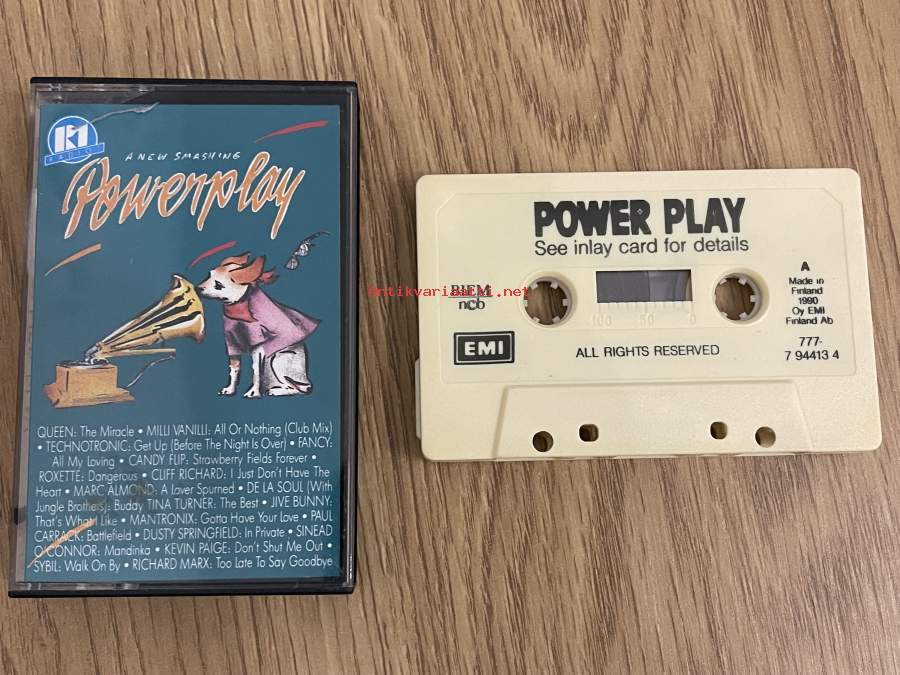 R1
RADIO 1
A NEW SMASHING
Powerplay
QUEEN: The Miracle • MILLI VANILLI: All Or Nothing (Club Mix)
• TECHNOTRONIC: Get Up (Before The Night Is Over) • FANCY:
All My Loving • CANDY FLIP: Strawberry Fields Forever •
ROXETTE: Dangerous • CLIFF RICHARD: I Just Don't Have The
Heart • MARC ALMOND: A Lover Spurned • DE LA SOUL (With
Jungle Brothers): Buddy TINA TURNER: The Best • JIVE BUNNY:
That's What I Like • MANTRONIX: Gotta Have Your Love • PAUL
CARRACK: Battlefield • DUSTY SPRINGFIELD: In Private • SINEAD
O'CONNOR: Mandinka • KEVIN PAIGE: Don't Shut Me Out •
SYBIL: Walk On By • RICHARD MARX: Too Late To Say Goodbye
antikvariaatti.net
POWER PLAY
See inlay card for details
BIEM
ncb
EMI
100 50 0
ALL RIGHTS RESERVED
A
Made in
Finland
1990
Oy EMI
Finland Ab
777-
7 94413 4